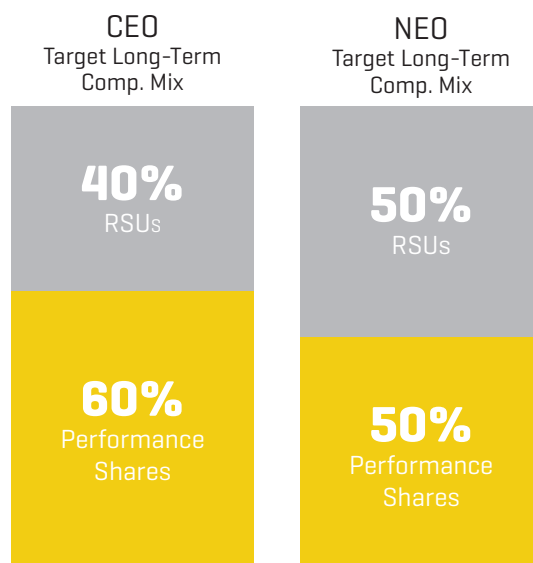 CEO
Target Long-Term
Comp. Mix
40%
RSUs
60%
Performance
Shares
NEO
Target Long-Term
Comp. Mix
50%
RSUs
50%
Performance
Shares